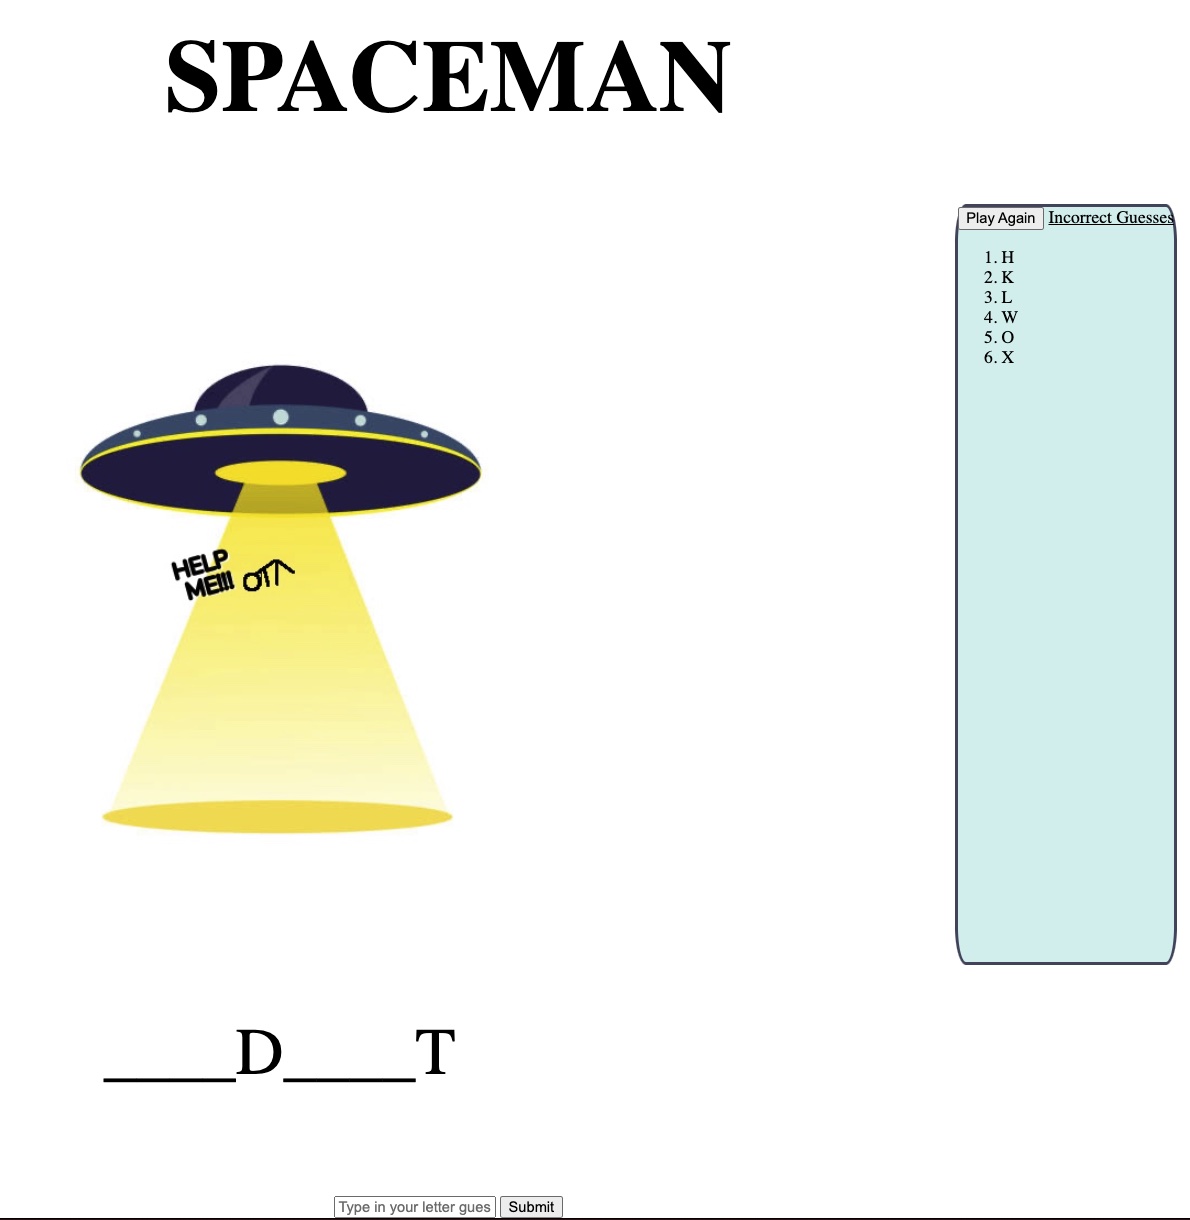 SPACEMAN
Play Again Incorrect Guesses
1. H
2. K
3. L
4. W
5. O
6. X
HELP
ME!!!
____D____T
Type in your letter gues Submit